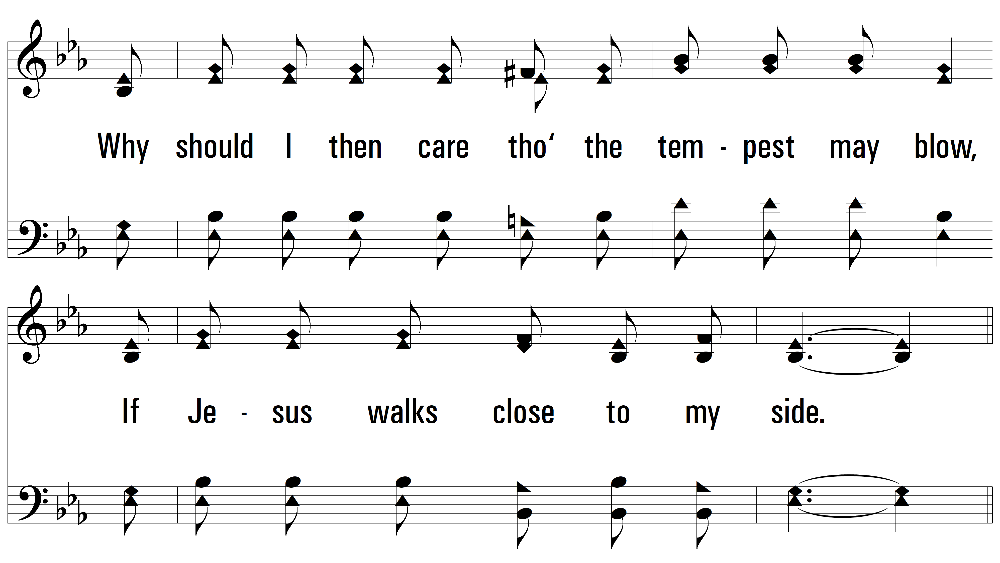 Why should I then care tho‘ the tem - pest may blow,
If Je - sus walks close to my side.